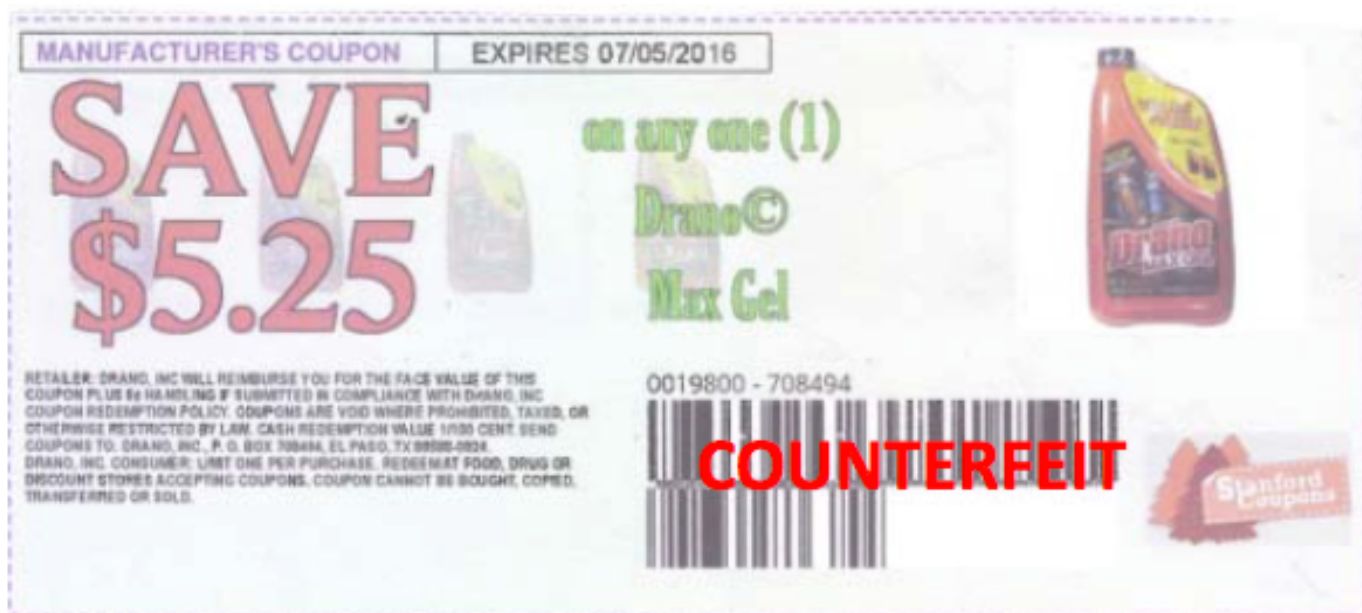 MANUFACTURER'S COUPON
EXPIRES 07/05/2016
SAVE
$5.25
on any one (1)
Drano©
Max Gel
Drano
RETAILER: DRANO, INC WILL REIMBURSE YOU FOR THE FACE VALUE OF THIS
COUPON PLUS 8¢ HANDLING IF SUBMITTED IN COMPLIANCE WITH DRANO, INC
COUPON REDEMPTION POLICY. COUPONS ARE VOID WHERE PROHIBITED, TAXED, OR
OTHERWISE RESTRICTED BY LAW. CASH REDEMPTION VALUE 1/100 CENT. SEND
COUPONS TO: DRANO, INC., P. O. BOX 708494, EL PASO, TX
DRANO, INC. CONSUMER: LIMIT ONE PER PURCHASE. REDEEM AT FOOD, DRUG OR
DISCOUNT STORES ACCEPTING COUPONS. COUPON CANNOT BE BOUGHT, COPIED,
TRANSFERRED OR SOLD.
0019800 - 708494
COUNTERFEIT
Stanford
Coupons